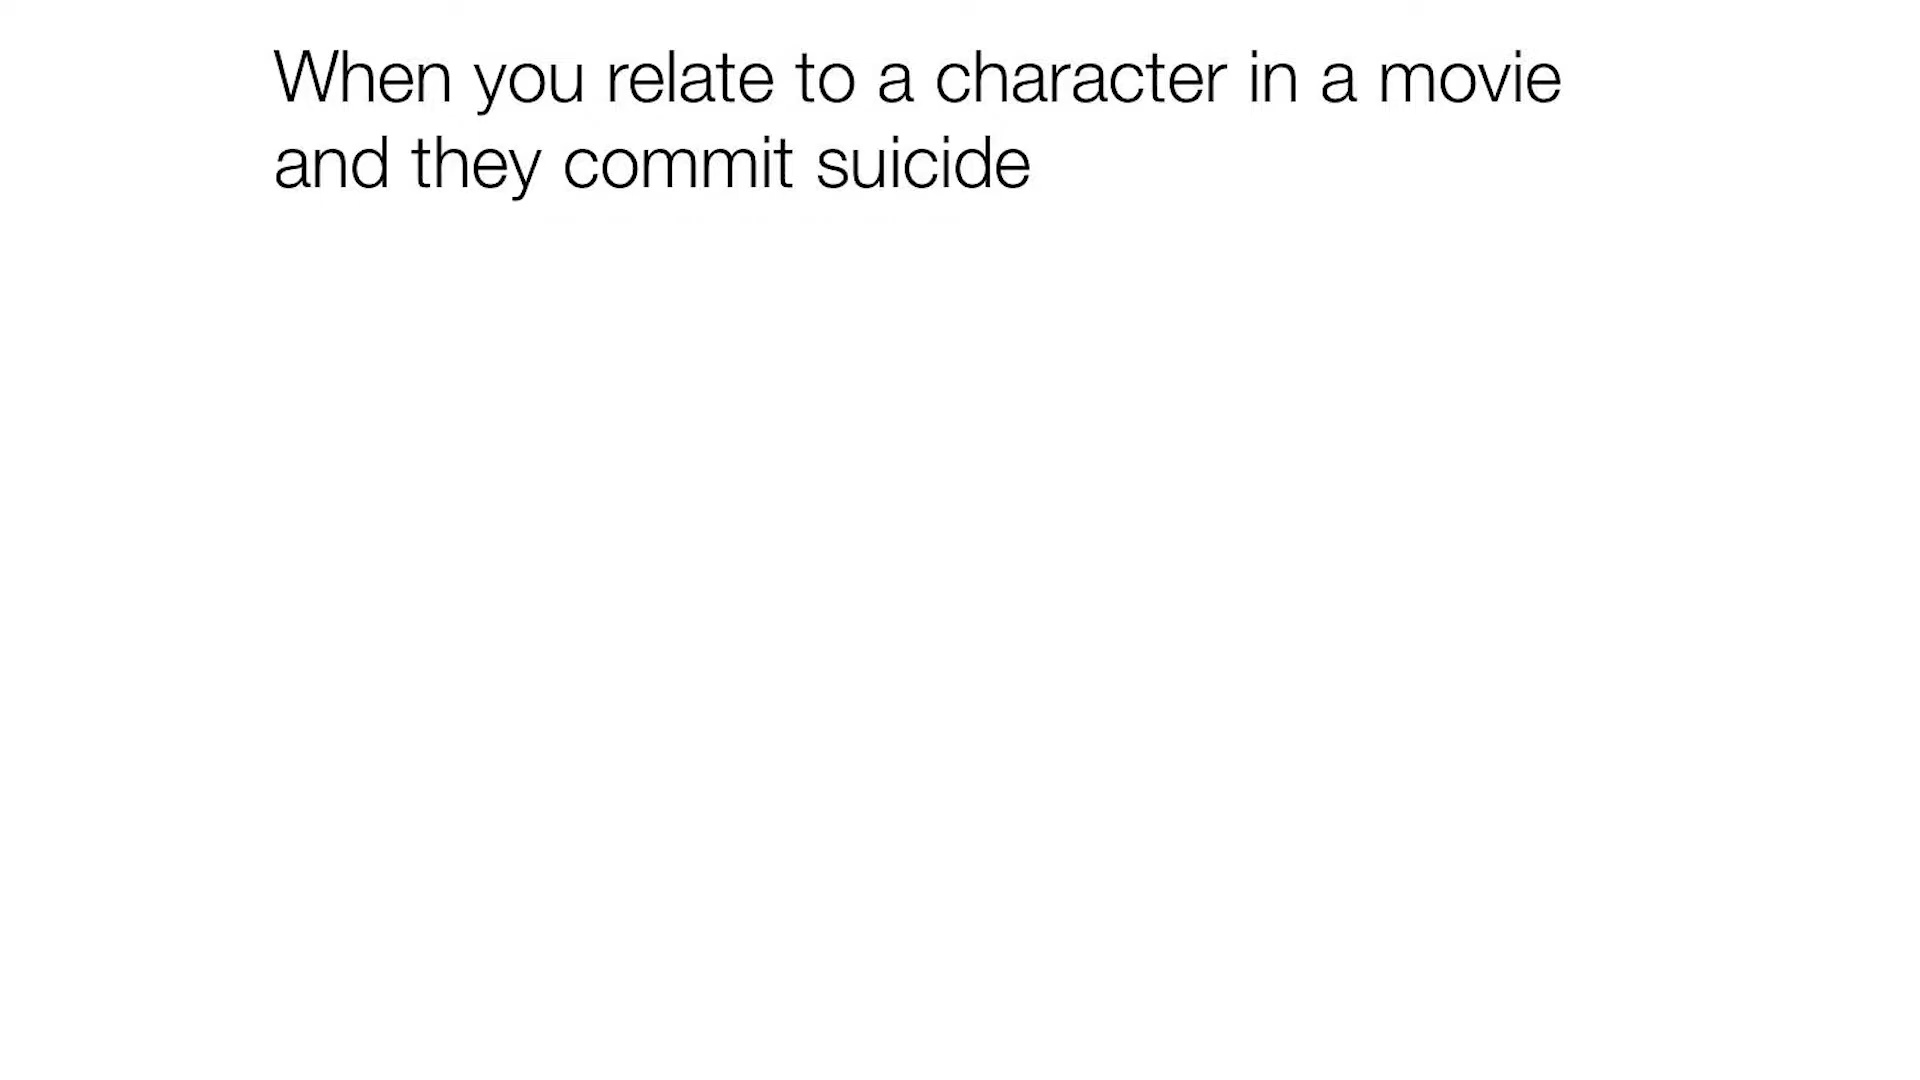 When you relate to a character in a movie
and they commit suicide